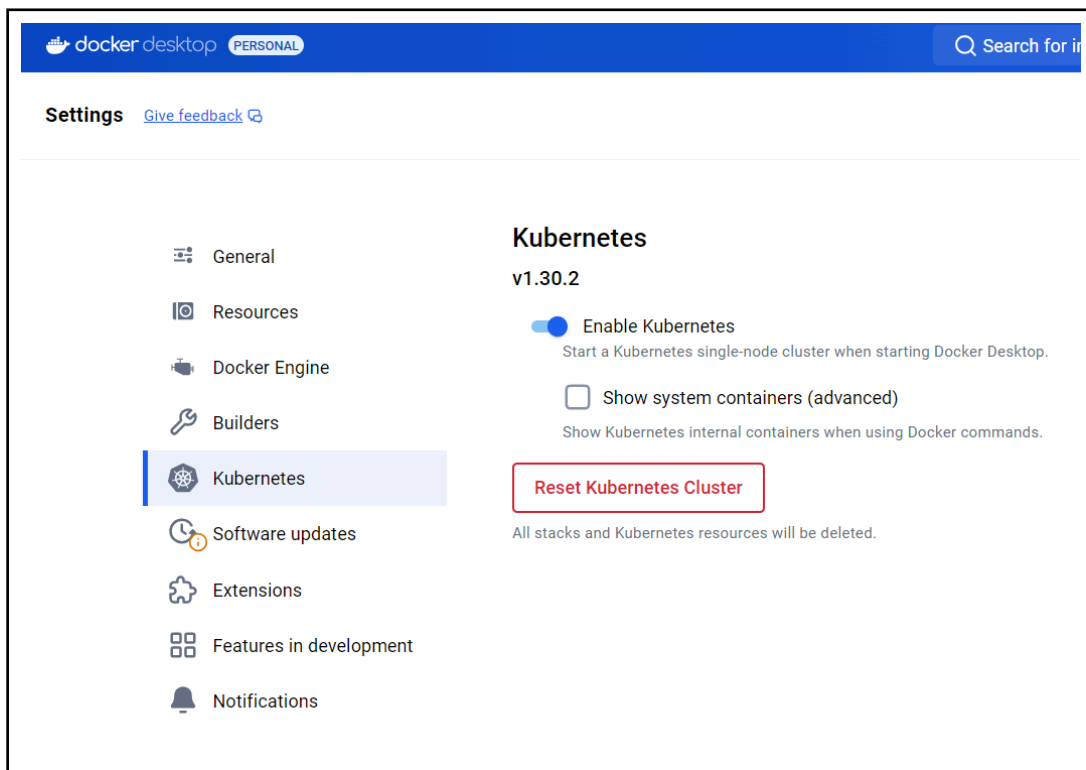 docker desktop PERSONAL
Search for
Settings Give feedback
General
Resources
Docker Engine
Builders
Kubernetes
Software updates
Extensions
Features in development
Notifications
Kubernetes
v1.30.2
Enable Kubernetes
Start a Kubernetes single-node cluster when starting Docker Desktop.
Show system containers (advanced)
Show Kubernetes internal containers when using Docker commands.
Reset Kubernetes Cluster
All stacks and Kubernetes resources will be deleted.